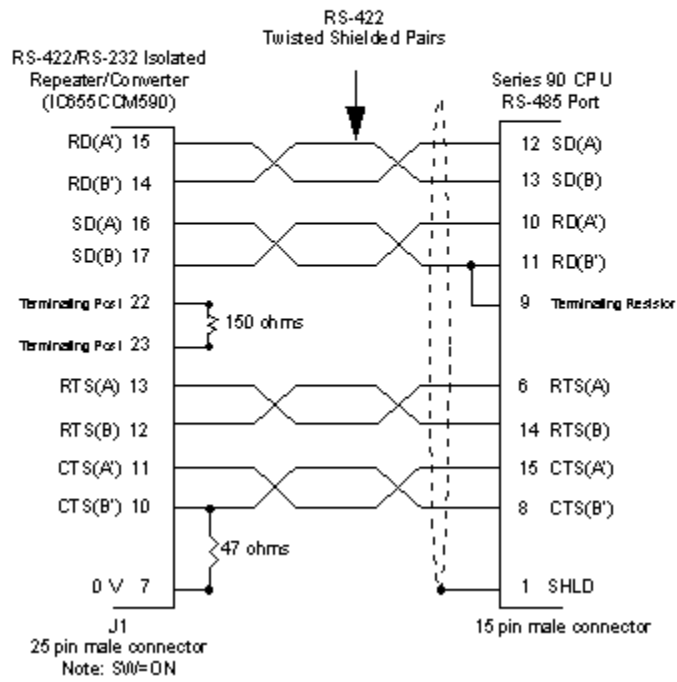 RS-422
Twisted Shielded Pairs
RS-422/RS-232 Isolated
Repeater/Converter
(IC655CCM590)
Series 90 CPU
RS-485 Port
RD(A') 15
12 SD(A)
RD(B') 14
13 SD(B)
SD(A) 16
10 RD(A')
SD(B) 17
11 RD(B')
Terminating Post 22
9 Terminating Resistor
150 ohms
Terminating Post 23
RTS(A) 13
6 RTS(A)
RTS(B) 12
14 RTS(B)
CTS(A') 11
15 CTS(A')
CTS(B') 10
8 CTS(B')
47 ohms
0 V 7
1 SHLD
J1
25 pin male connector
Note: SW=ON
15 pin male connector